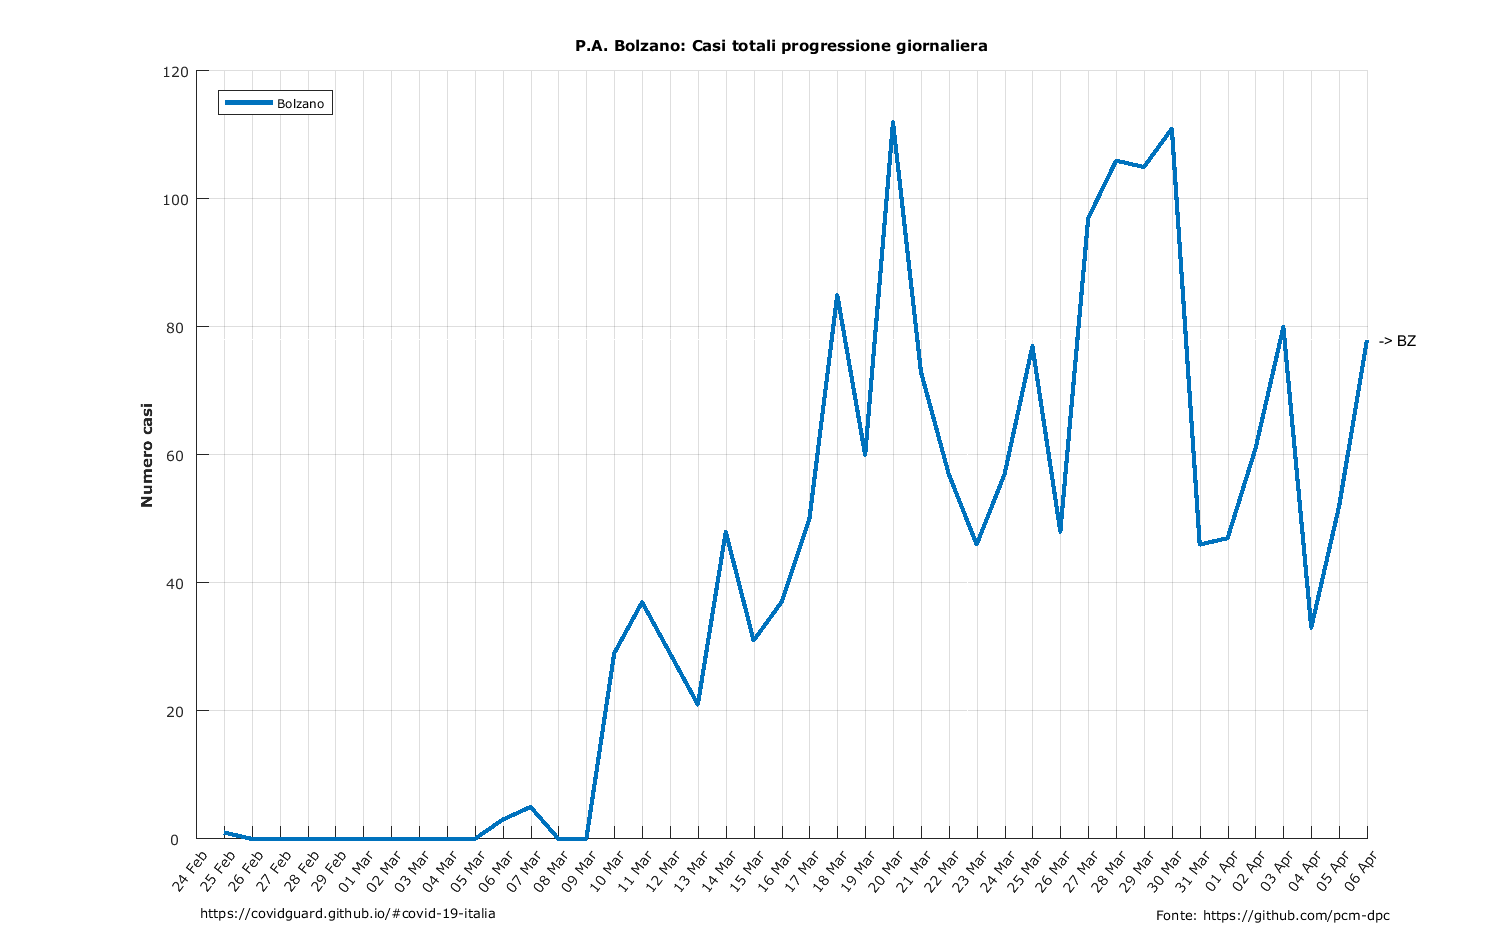 P.A. Bolzano: Casi totali progressione giornaliera
Bolzano
120
100
80
60
40
20
0
Numero casi
-> BZ
24 Feb
25 Feb
26 Feb
27 Feb
28 Feb
29 Feb
01 Mar
02 Mar
03 Mar
04 Mar
05 Mar
06 Mar
07 Mar
08 Mar
09 Mar
10 Mar
11 Mar
12 Mar
13 Mar
14 Mar
15 Mar
16 Mar
17 Mar
18 Mar
19 Mar
20 Mar
21 Mar
22 Mar
23 Mar
24 Mar
25 Mar
26 Mar
27 Mar
28 Mar
29 Mar
30 Mar
31 Mar
01 Apr
02 Apr
03 Apr
04 Apr
05 Apr
06 Apr
https://covidguard.github.io/#covid-19-italia
Fonte: https://github.com/pcm-dpc